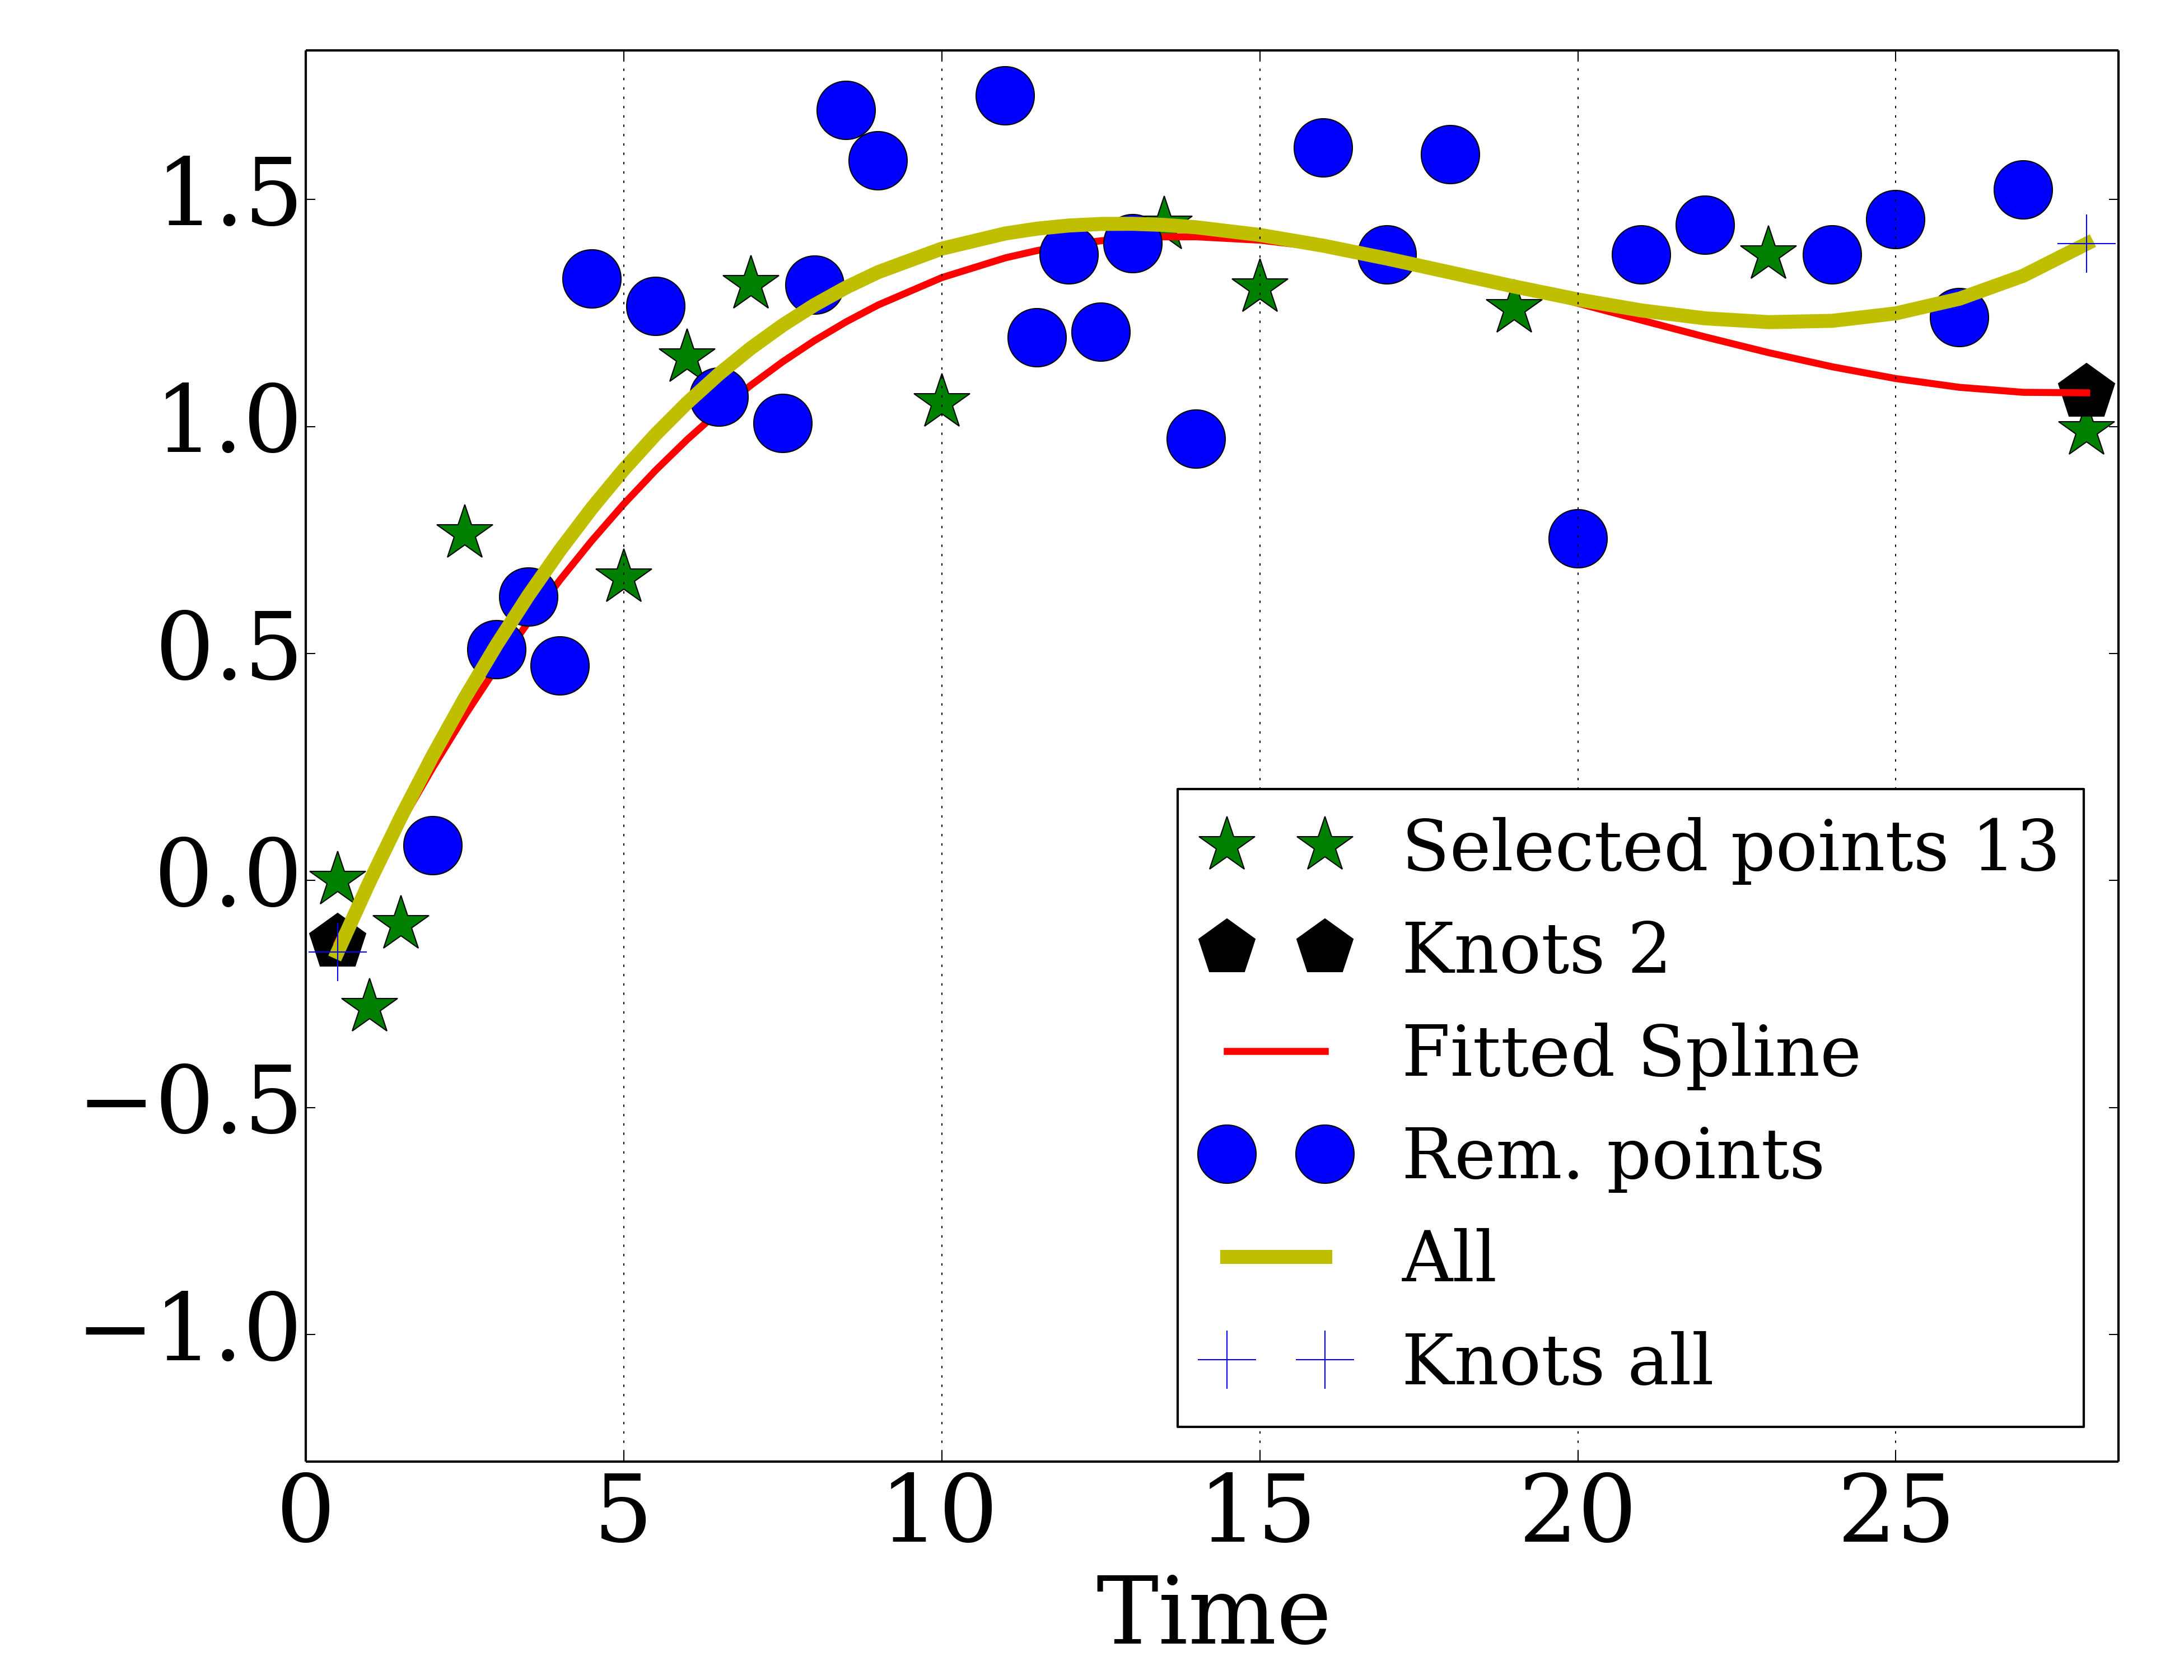 1.5
1.0
0.5
0.0
−0.5
−1.0
0 5 10 15 20 25
Time
Selected points 13
Knots 2
Fitted Spline
Rem. points
All
Knots all